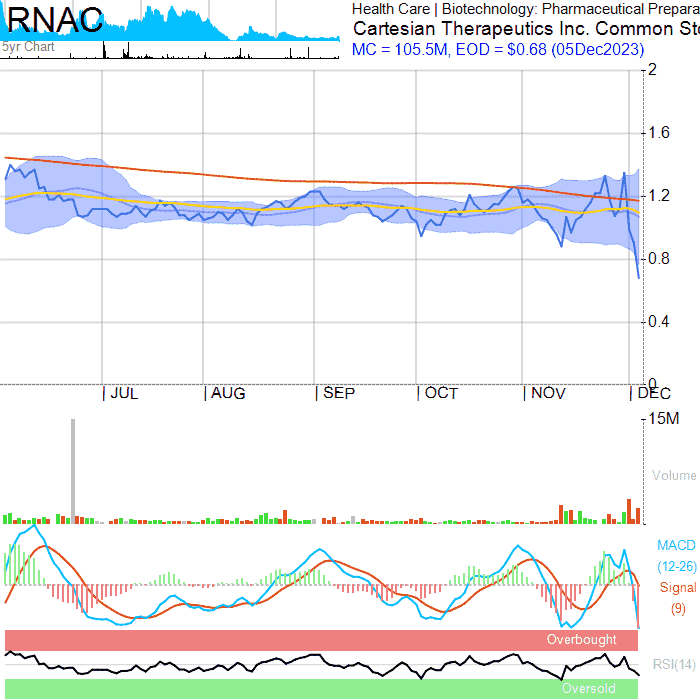 RNAC
5yr Chart
Health Care | Biotechnology: Pharmaceutical Prepara
Cartesian Therapeutics Inc. Common Sto
MC = 105.5M, EOD = $0.68 (05Dec2023)
2
1.6
1.2
0.8
0.4
0
JUL
AUG
SEP
OCT
NOV
DEC
15M
Volume
MACD
(12-26)
Signal
(9)
Overbought
RSI(14)
Oversold